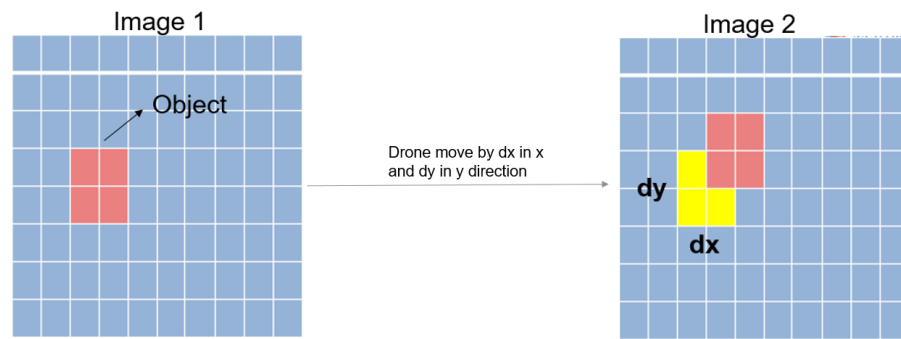 Image 1
Image 2
Object
Drone move by dx in x
and dy in y direction
dy
dx